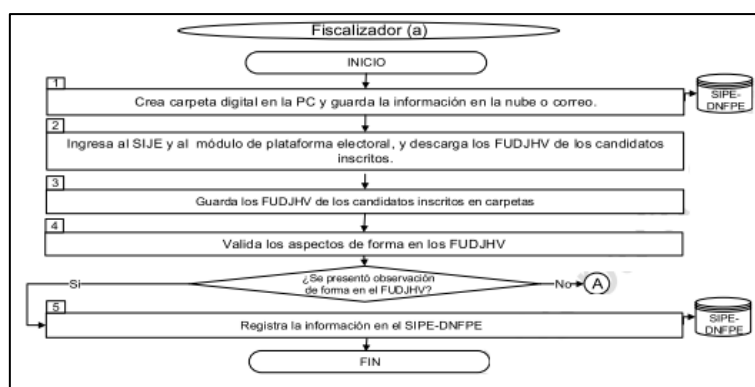 Fiscalizador (a)
INICIO
1
Crea carpeta digital en la PC y guarda la información en la nube o correo.
SIPE-
DNFPE
2
Ingresa al SIJE y al módulo de plataforma electoral, y descarga los FUDJHV de los candidatos
inscritos.
3
Guarda los FUDJHV de los candidatos inscritos en carpetas
4
Valida los aspectos de forma en los FUDJHV
¿Se presentó observación
de forma en el FUDJHV?
Si
No
A
5
Registra la información en el SIPE-DNFPE
SIPE-
DNFPE
FIN